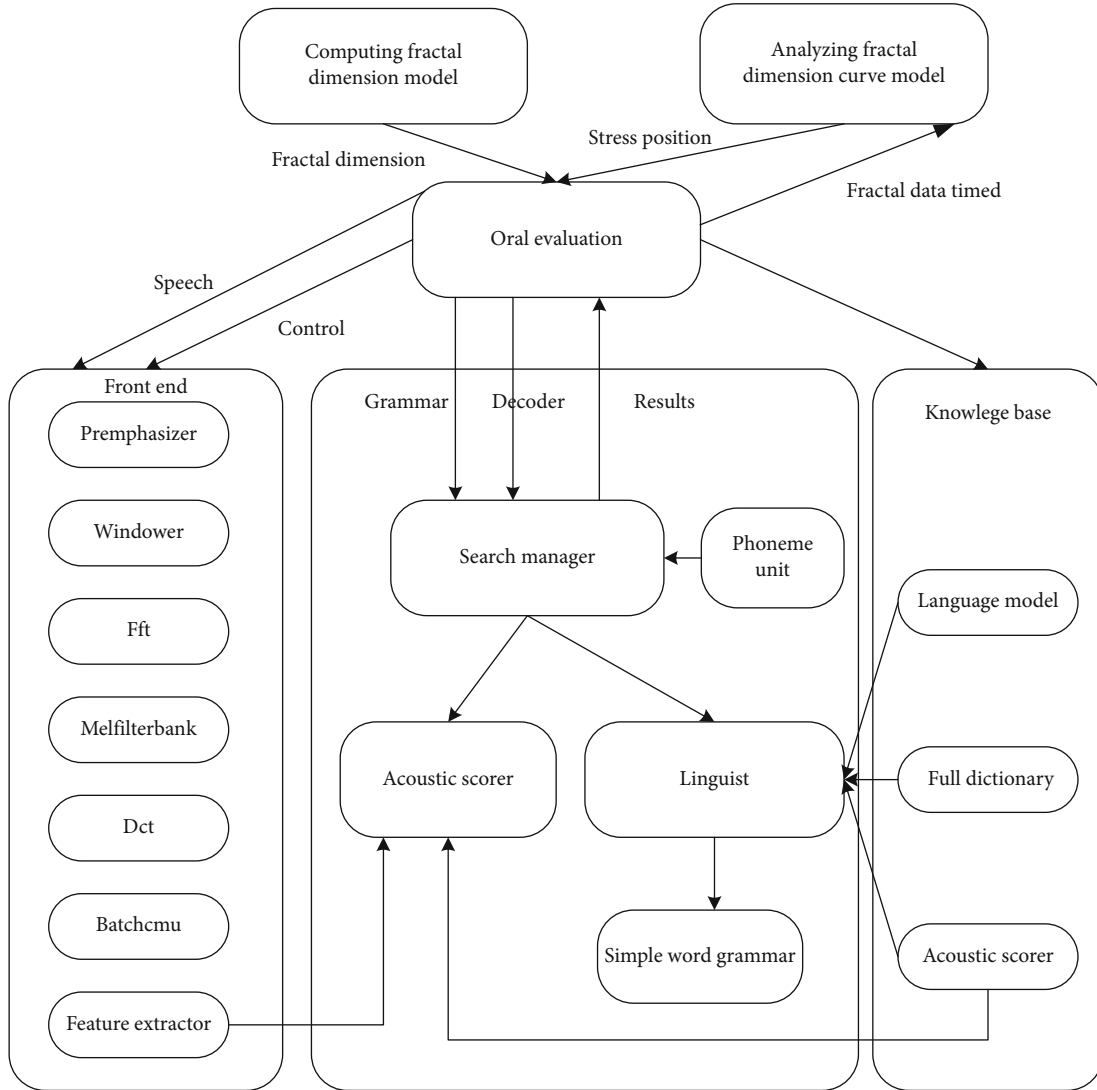 Computing fractal
dimension model
Analyzing fractal
dimension curve model
Stress position
Fractal dimension
Fractal data timed
Oral evaluation
Speech
Control
Front end
Premphasizer
Windower
Fft
Melfilterbank
Dct
Batchcmu
Feature extractor
Grammar
Decoder
Results
Search manager
Phoneme
unit
Acoustic scorer
Linguist
Simple word grammar
Knowlege base
Language model
Full dictionary
Acoustic scorer